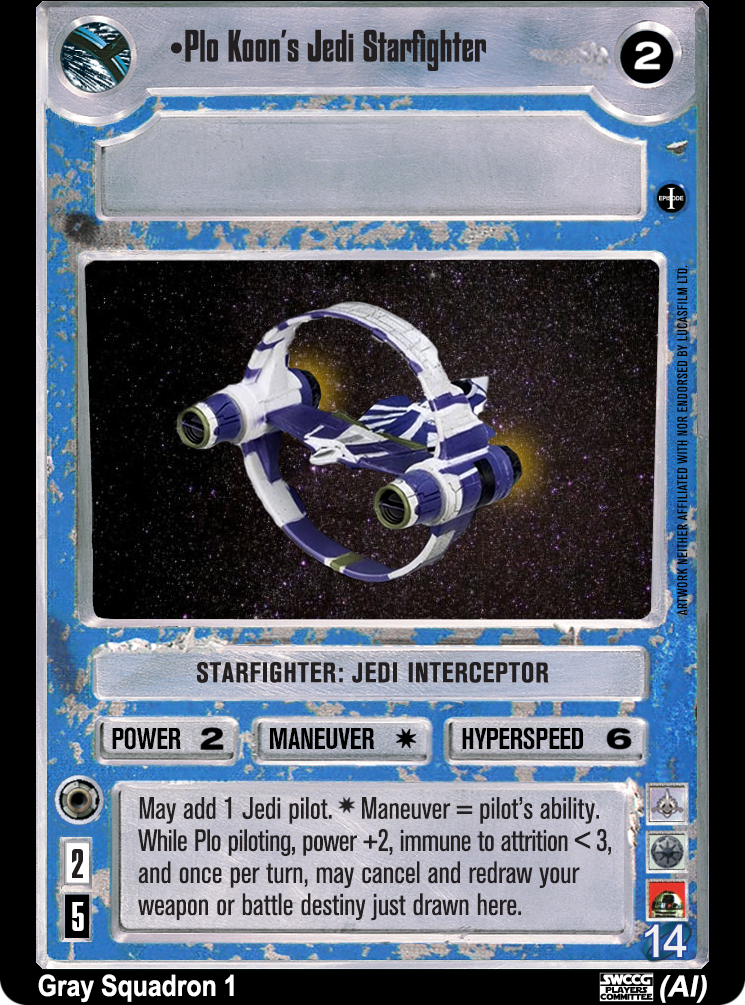 •Plo Koon's Jedi Starfighter
2
EPISODE
I
ARTWORK NEITHER AFFILIATED WITH NOR ENDORSED BY LUCASFILM LTD.
STARFIGHTER: JEDI INTERCEPTOR
POWER 2
MANEUVER *
HYPERSPEED 6
May add 1 Jedi pilot. * Maneuver = pilot's ability.
While Plo piloting, power +2, immune to attrition < 3,
and once per turn, may cancel and redraw your
weapon or battle destiny just drawn here.
2
5
14
Gray Squadron 1
SWCCG
PLAYERS
COMMITTEE
(AI)